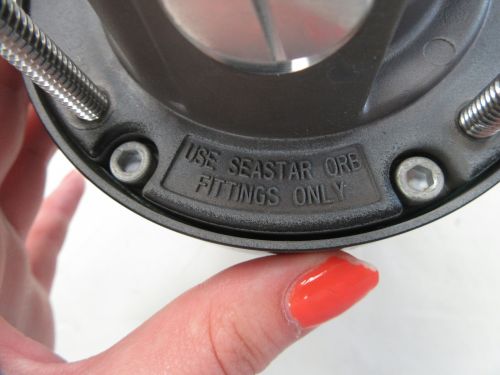 USE SEASTAR ORB
FITTINGS ONLY